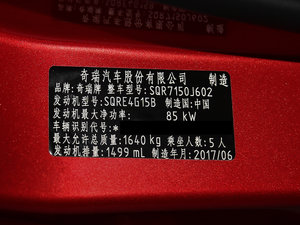 奇瑞汽车股份有限公司 制造
品牌:奇瑞牌 整车型号:SQR7150J602
发动机型号:SQRE4G15B 制造国:中国
发动机最大净功率: 85 kW
车辆识别代号:*
最大允许总质量:1640 kg 乘坐人数:5 人
发动机排量:1499 mL 制造年月:2017/06